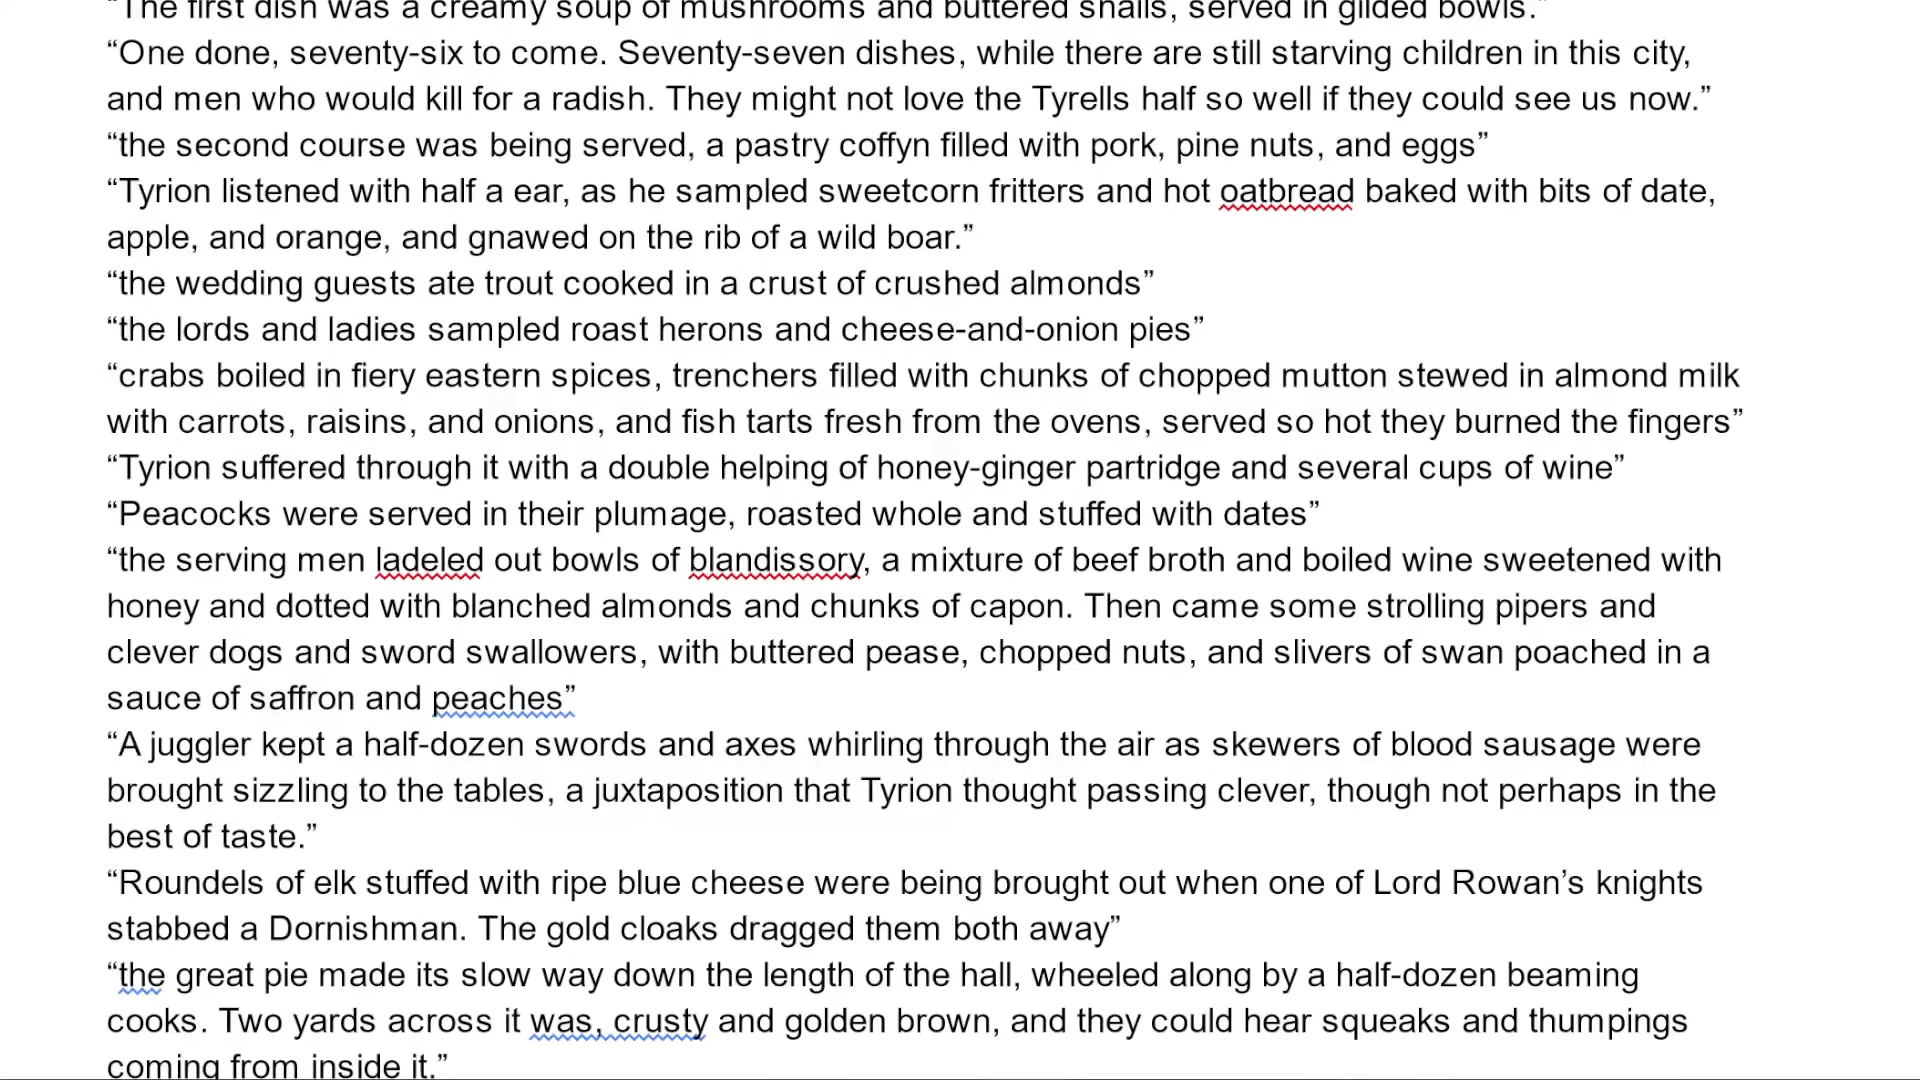 “The first dish was a creamy soup of mushrooms and buttered snails, served in gilded bowls.”
“One done, seventy-six to come. Seventy-seven dishes, while there are still starving children in this city,
and men who would kill for a radish. They might not love the Tyrells half so well if they could see us now.”
“the second course was being served, a pastry coffyn filled with pork, pine nuts, and eggs”
“Tyrion listened with half a ear, as he sampled sweetcorn fritters and hot oatbread baked with bits of date,
apple, and orange, and gnawed on the rib of a wild boar.”
“the wedding guests ate trout cooked in a crust of crushed almonds”
“the lords and ladies sampled roast herons and cheese-and-onion pies”
“crabs boiled in fiery eastern spices, trenchers filled with chunks of chopped mutton stewed in almond milk
with carrots, raisins, and onions, and fish tarts fresh from the ovens, served so hot they burned the fingers”
“Tyrion suffered through it with a double helping of honey-ginger partridge and several cups of wine”
“Peacocks were served in their plumage, roasted whole and stuffed with dates”
“the serving men ladeled out bowls of blandissory, a mixture of beef broth and boiled wine sweetened with
honey and dotted with blanched almonds and chunks of capon. Then came some strolling pipers and
clever dogs and sword swallowers, with buttered pease, chopped nuts, and slivers of swan poached in a
sauce of saffron and peaches”
“A juggler kept a half-dozen swords and axes whirling through the air as skewers of blood sausage were
brought sizzling to the tables, a juxtaposition that Tyrion thought passing clever, though not perhaps in the
best of taste.”
“Roundels of elk stuffed with ripe blue cheese were being brought out when one of Lord Rowan’s knights
stabbed a Dornishman. The gold cloaks dragged them both away”
“the great pie made its slow way down the length of the hall, wheeled along by a half-dozen beaming
cooks. Two yards across it was, crusty and golden brown, and they could hear squeaks and thumpings
coming from inside it.”